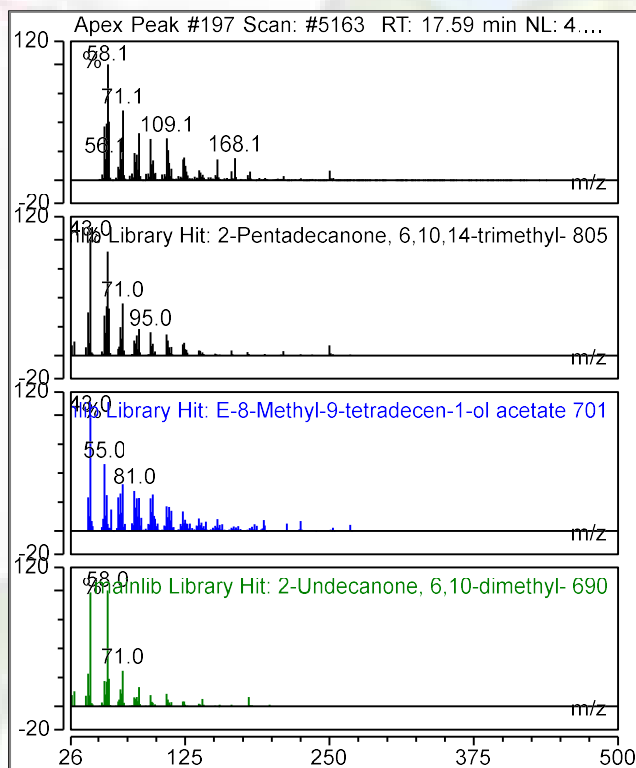 Apex Peak #197 Scan: #5163 RT: 17.59 min NL: 4....
120
%
58.1
71.1
109.1
56.1
168.1
m/z
-20
120
43.0
Library Hit: 2-Pentadecanone, 6,10,14-trimethyl- 805
71.0
95.0
m/z
-20
120
43.0
Library Hit: E-8-Methyl-9-tetradecen-1-ol acetate 701
55.0
81.0
m/z
-20
120
%
58.0
mainlib Library Hit: 2-Undecanone, 6,10-dimethyl- 690
71.0
m/z
-20
26 125 250 375 500